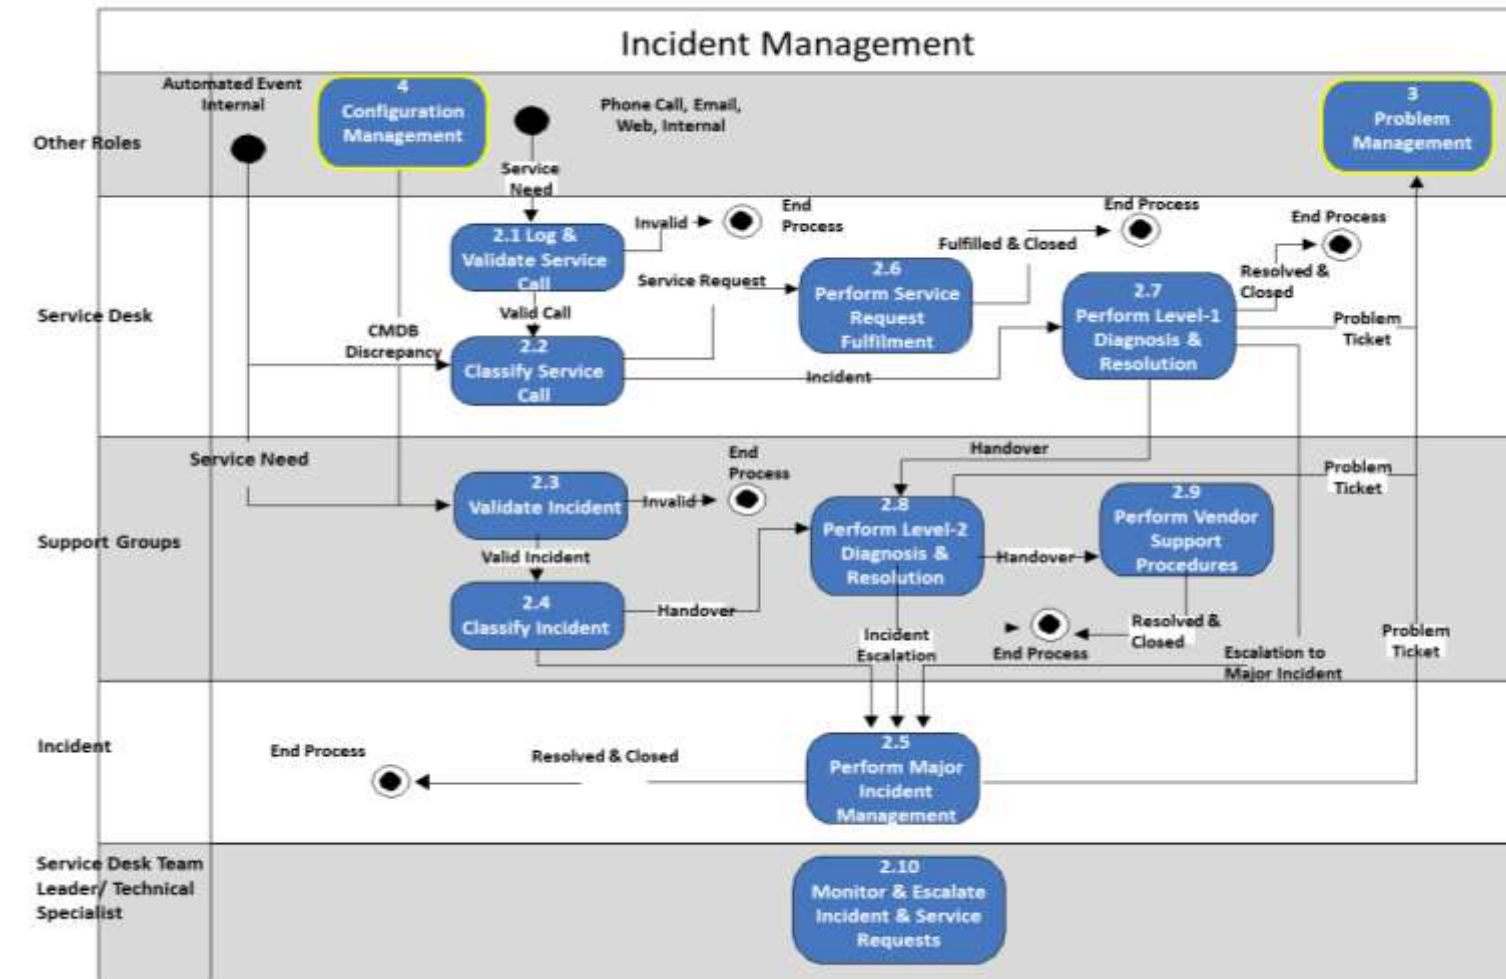 Incident Management
Other Roles
Automated Event
Internal
4
Configuration
Management
Phone Call, Email,
Web, Internal
3
Problem
Management
Service
Need
Service Desk
2.1 Log &
Validate Service
Call
Invalid
End
Process
Valid Call
CMDB
Discrepancy
2.2
Classify Service
Call
Service Request
2.6
Perform Service
Request
Fulfilment
Fulfilled & Closed
End Process
Incident
2.7
Perform Level-1
Diagnosis &
Resolution
Resolved &
Closed
End Process
Problem
Ticket
Support Groups
Service Need
2.3
Validate Incident
Invalid
End
Process
Valid Incident
2.4
Classify Incident
Handover
Handover
2.8
Perform Level-2
Diagnosis &
Resolution
Handover
2.9
Perform Vendor
Support
Procedures
Problem
Ticket
Resolved &
Closed
End Process
Incident
Escalation
Escalation to
Major Incident
Problem
Ticket
Incident
End Process
Resolved & Closed
2.5
Perform Major
Incident
Management
Service Desk Team
Leader/ Technical
Specialist
2.10
Monitor & Escalate
Incident & Service
Requests